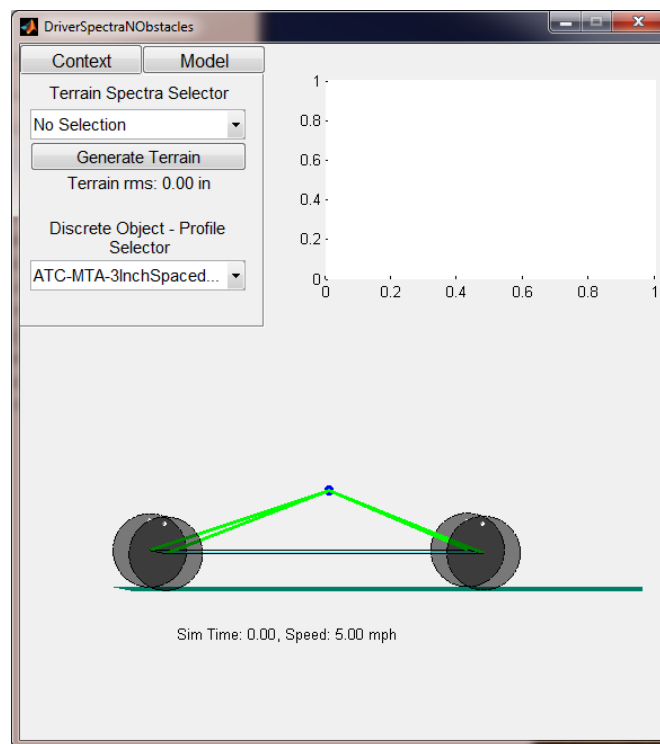 DriverSpectraNObstacles
Context
Model
Terrain Spectra Selector
No Selection
Generate Terrain
Terrain rms: 0.00 in
Discrete Object - Profile
Selector
ATC-MTA-3InchSpaced...
1
0.8
0.6
0.4
0.2
0
0 0.2 0.4 0.6 0.8 1
Sim Time: 0.00, Speed: 5.00 mph